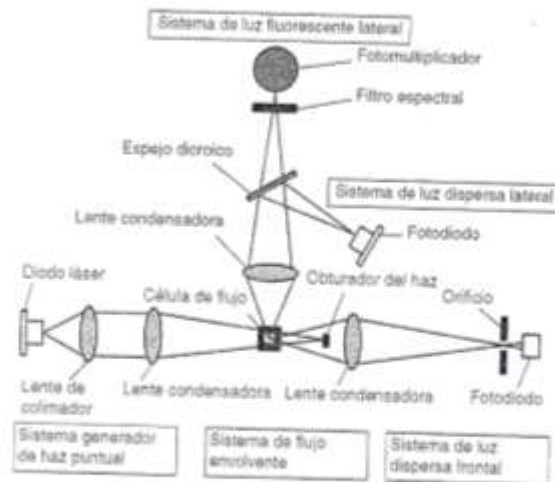 Sistema de luz fluorescente lateral
Fotomultiplicador
Filtro espectral
Espejo dicroico
Sistema de luz dispersa lateral
Lente condensadora
Fotodiodo
Diodo láser
Célula de flujo
Obturador del haz
Orificio
Lente de
colimador
Lente condensadora
Lente condensadora
Fotodiodo
Sistema generador
de haz puntual
Sistema de flujo
envolvente
Sistema de luz
dispersa frontal